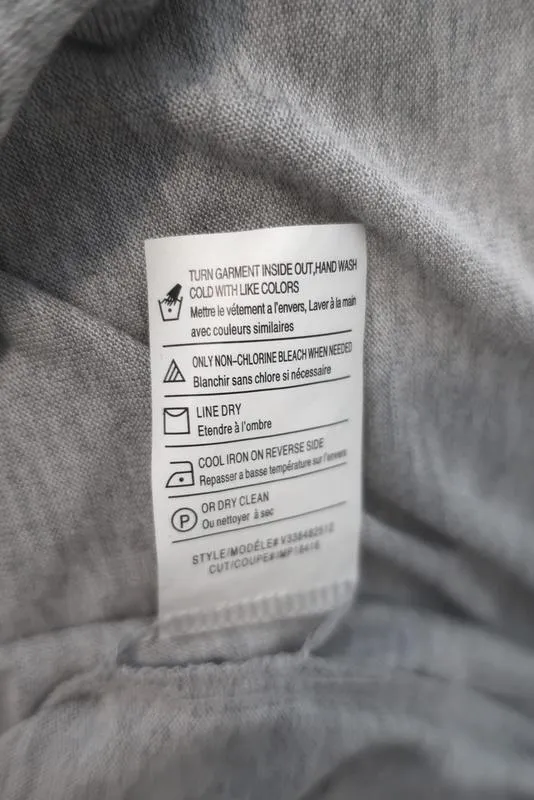 TURN GARMENT INSIDE OUT,HAND WASH
COLD WITH LIKE COLORS
Mettre le vétement a l'envers, Laver à la main
avec couleurs similaires
ONLY NON-CHLORINE BLEACH WHEN NEEDED
Blanchir sans chlore si nécessaire
LINE DRY
Etendre à l'ombre
COOL IRON ON REVERSE SIDE
Repasser a basse température sur l'envers
P
OR DRY CLEAN
Ou nettoyer à sec
STYLE/MODÉLE#
CUT/COUPE#